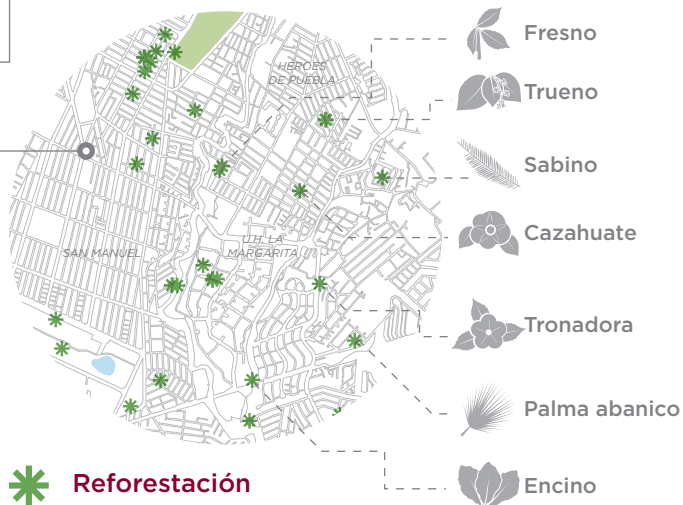 Fresno
HÉROES
DE PUEBLA
Trueno
Sabino
Cazahuate
SAN MANUEL
U.H. LA
MARGARITA
Tronadora
Palma abanico
Reforestación
Encino